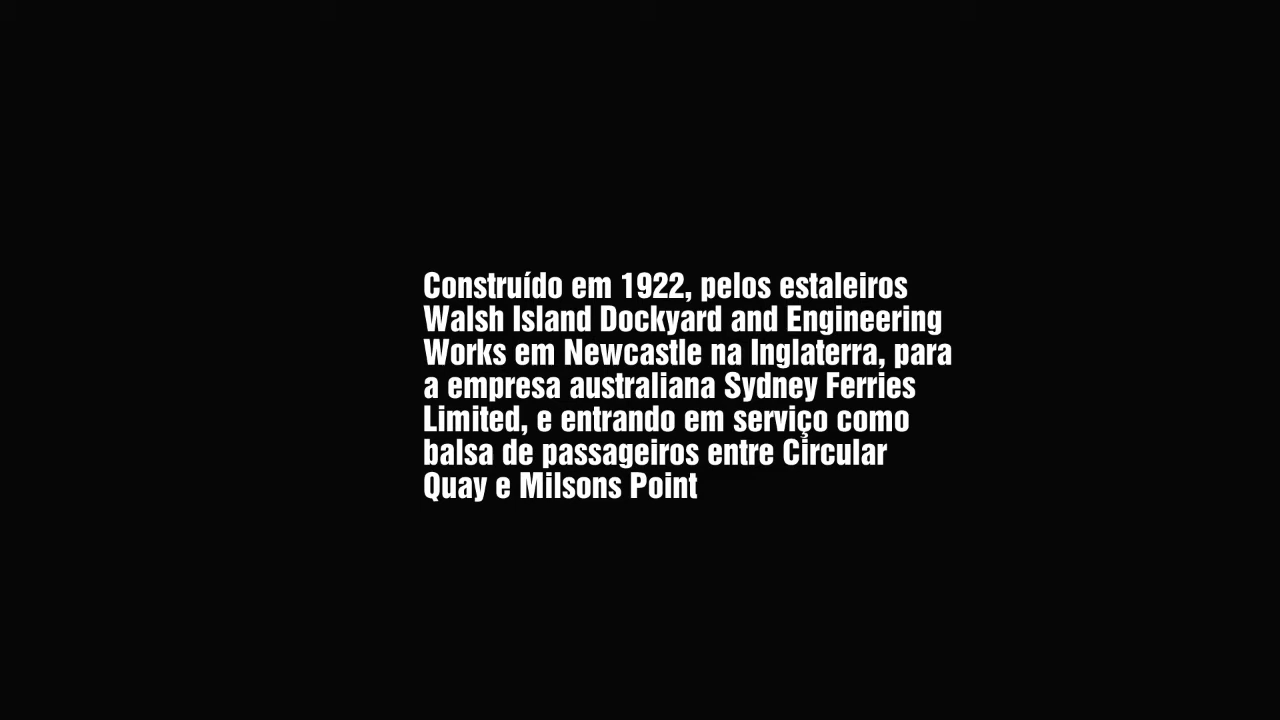 Construído em 1922, pelos estaleiros
Walsh Island Dockyard and Engineering
Works em Newcastle na Inglaterra, para
a empresa australiana Sydney Ferries
Limited, e entrando em serviço como
balsa de passageiros entre Circular
Quay e Milsons Point